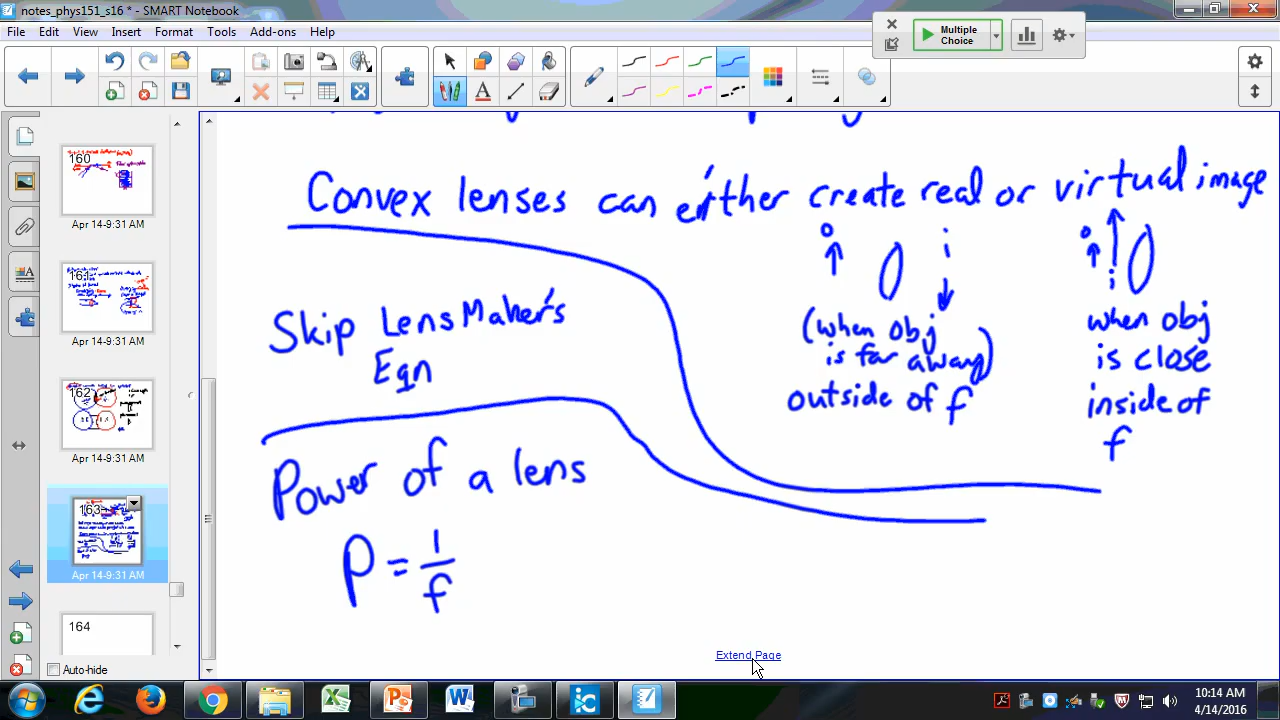 notes_phys151_s16 * - SMART Notebook
File Edit View Insert Format Tools Add-ons Help
Multiple Choice
160
Apr 14-9:31 AM
161
Apr 14-9:31 AM
162
Apr 14-9:31 AM
163
Apr 14-9:31 AM
164
Auto-hide
Convex lenses can either create real or virtual image
o i
(when obj
is far away)
outside of f
o i
when obj
is close
inside of
f
Skip LensMaker's
Eqn
Power of a lens
P = 1/f
Extend Page
10:14 AM
4/14/2016